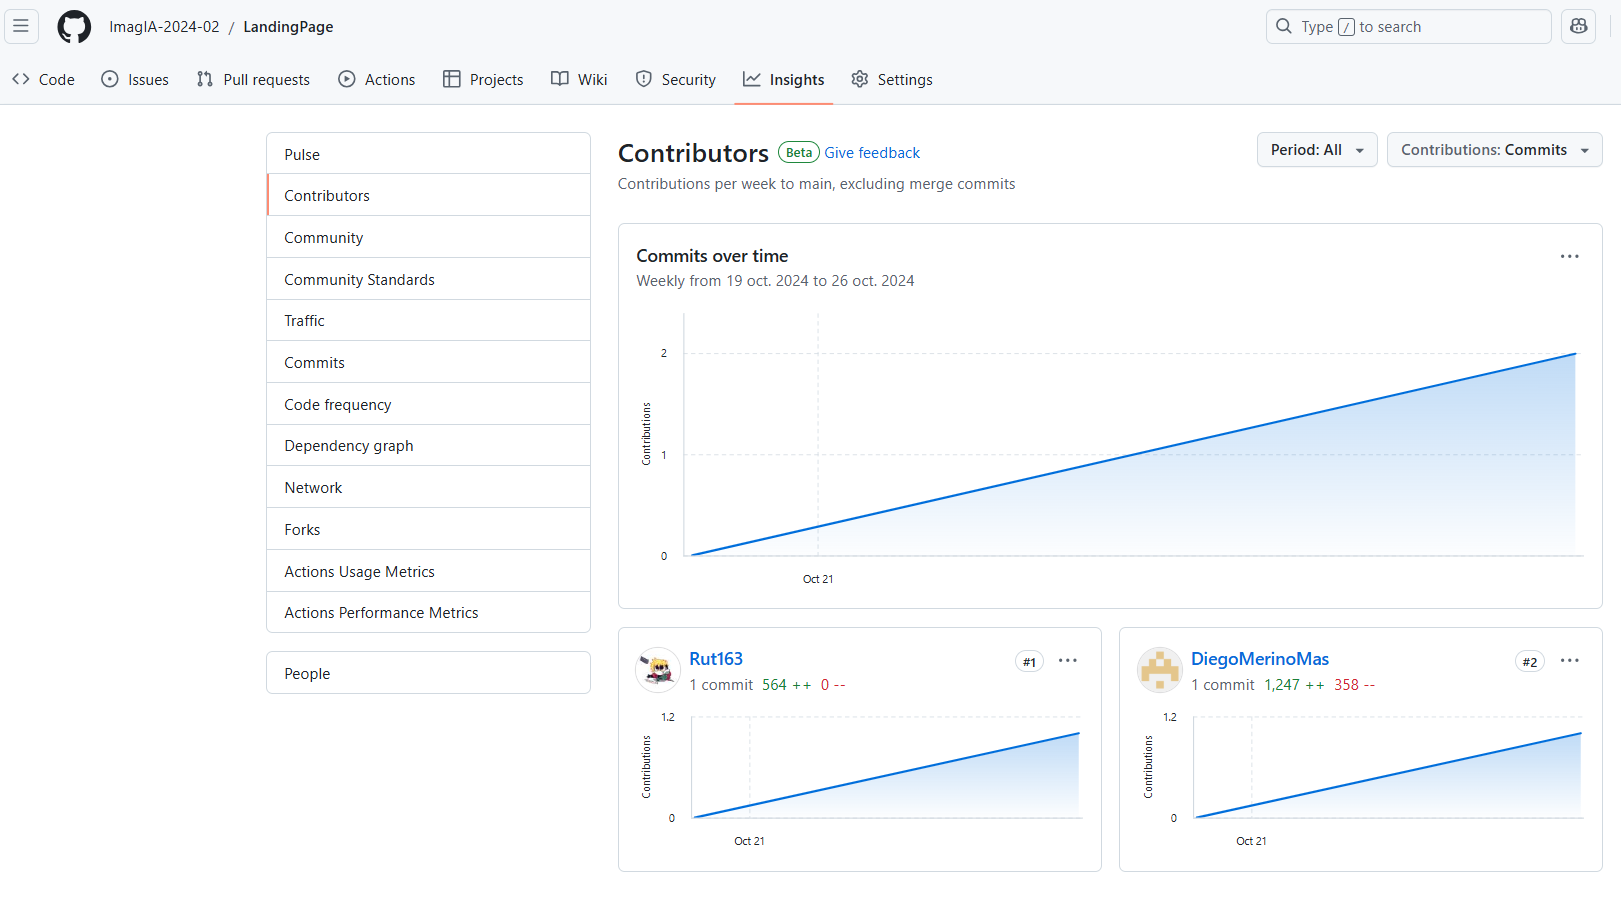 ImagIA-2024-02 / LandingPage
Type / to search
Code Issues Pull requests Actions Projects Wiki Security Insights Settings
Pulse
Contributors
Community
Community Standards
Traffic
Commits
Code frequency
Dependency graph
Network
Forks
Actions Usage Metrics
Actions Performance Metrics
People
Contributors Beta Give feedback
Period: All
Contributions: Commits
Contributions per week to main, excluding merge commits
Commits over time
Weekly from 19 oct. 2024 to 26 oct. 2024
Contributions
2
1
0
Oct 21
Rut163
#1
1 commit 564 ++ 0 --
1.2
Contributions
0
Oct 21
DiegoMerinoMas
#2
1 commit 1,247 ++ 358 --
1.2
Contributions
0
Oct 21